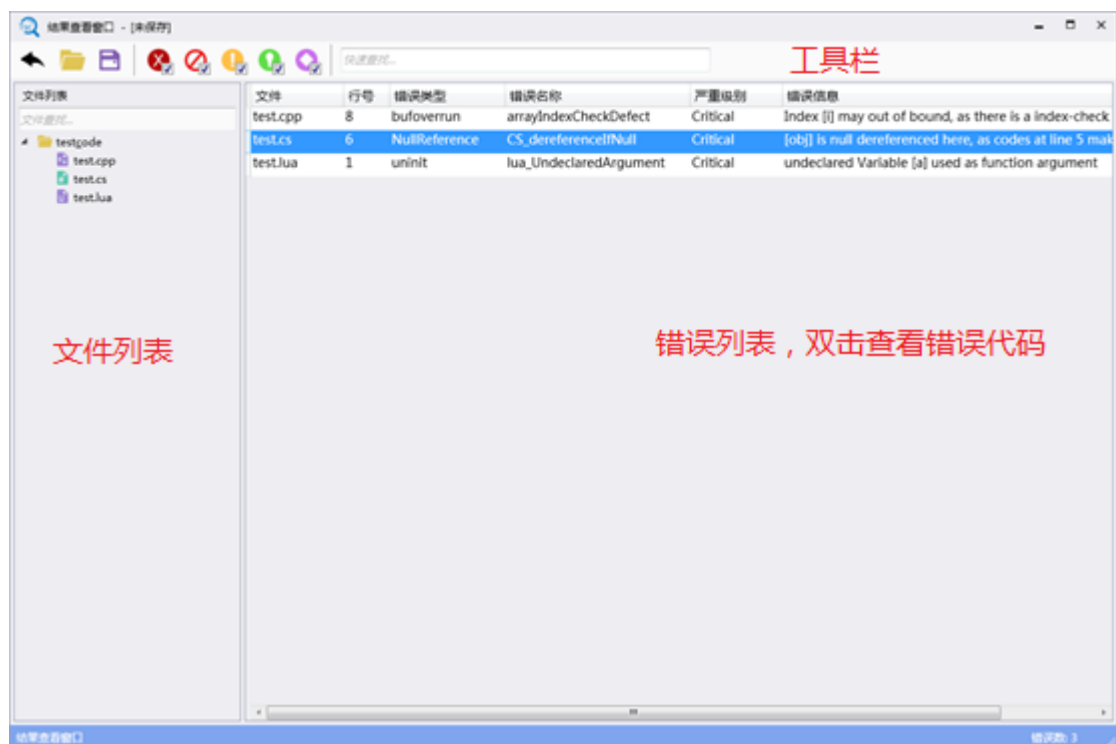 结果查看窗口 - [未保存]
快速查找...
工具栏
文件列表
文件查找...
testcode
test.cpp
test.cs
test.lua
文件列表
文件 行号 错误类型 错误名称 严重级别 错误信息
test.cpp 8 bufoverrun arrayIndexCheckDefect Critical Index [i] may out of bound, as there is a index-check
test.cs 6 NullReference CS_dereferenceIfNull Critical [obj] is null dereferenced here, as codes at line 5 mak
test.lua 1 uninit lua_UndeclaredArgument Critical undeclared Variable [a] used as function argument
错误列表，双击查看错误代码
结果查看窗口 错误数: 3